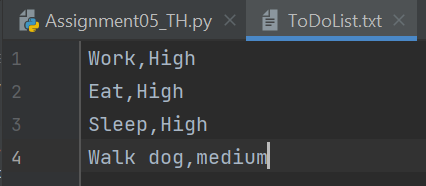 Assignment05_TH.py
ToDoList.txt
1 Work,High
2 Eat,High
3 Sleep,High
4 Walk dog,medium